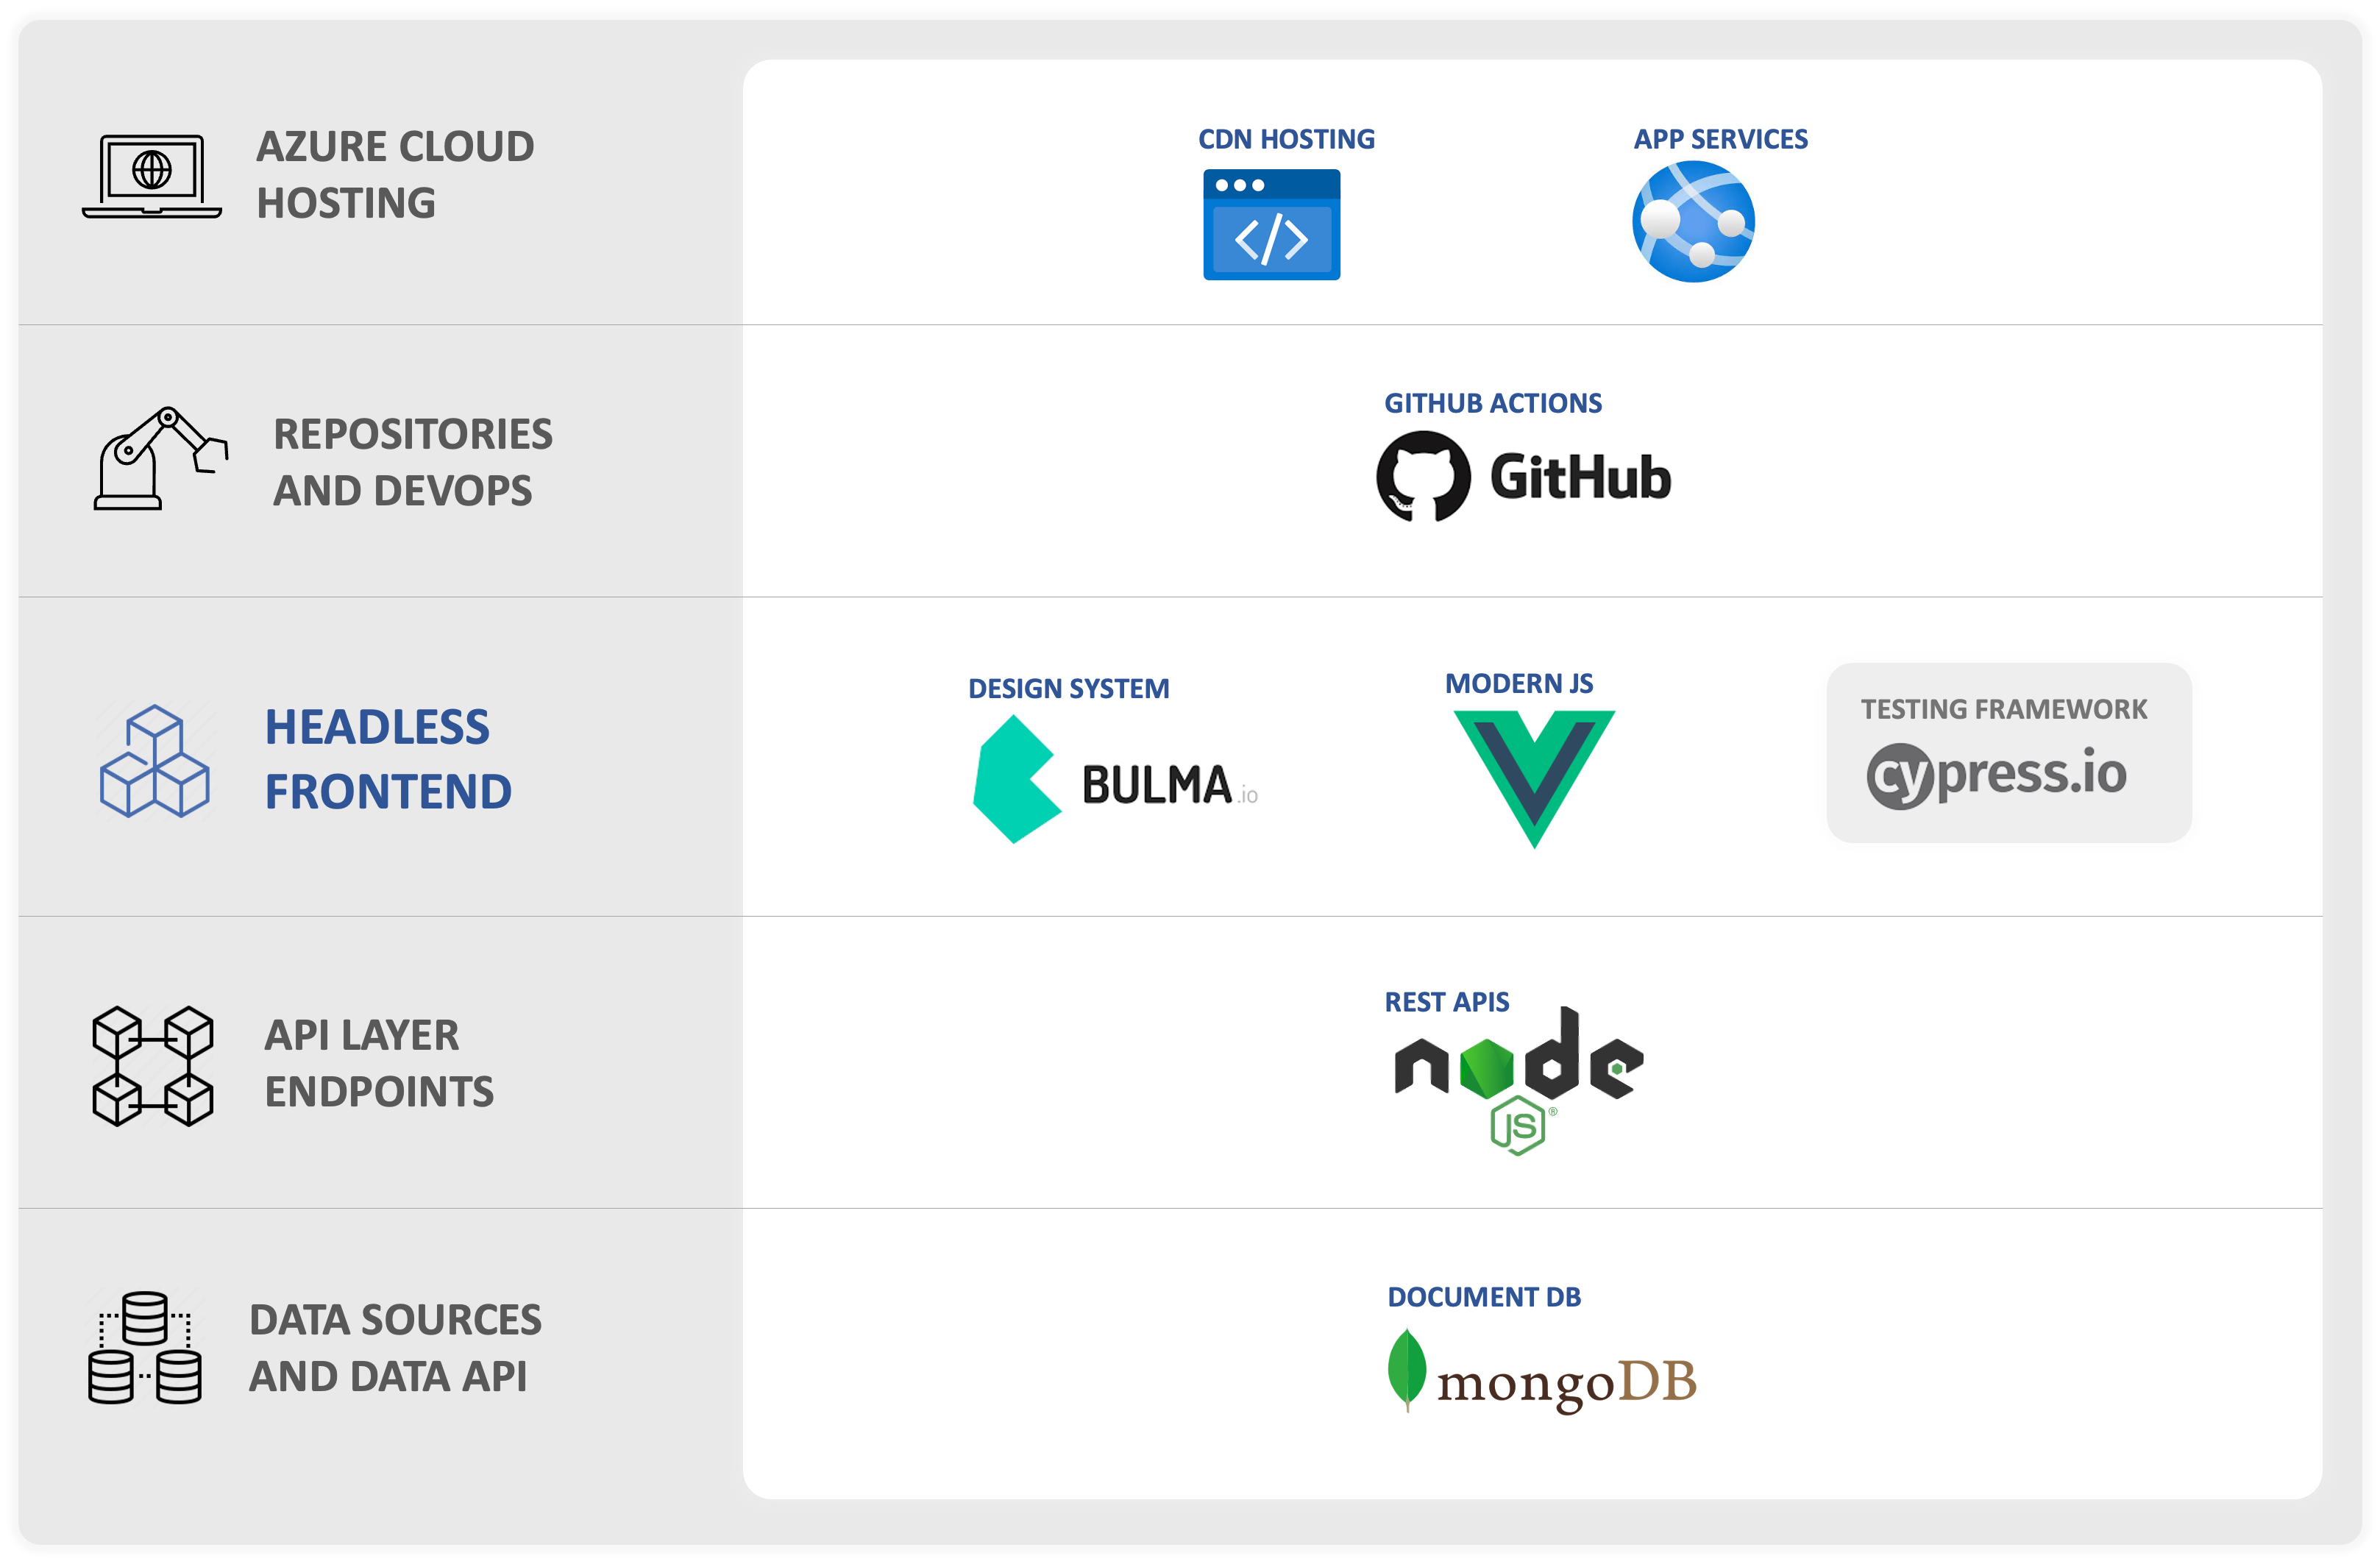 AZURE CLOUD
HOSTING
CDN HOSTING
</>
APP SERVICES
REPOSITORIES
AND DEVOPS
GITHUB ACTIONS
GitHub
HEADLESS
FRONTEND
DESIGN SYSTEM
BULMA.io
MODERN JS
TESTING FRAMEWORK
cypress.io
API LAYER
ENDPOINTS
REST APIS
node
JS®
DATA SOURCES
AND DATA API
DOCUMENT DB
mongoDB